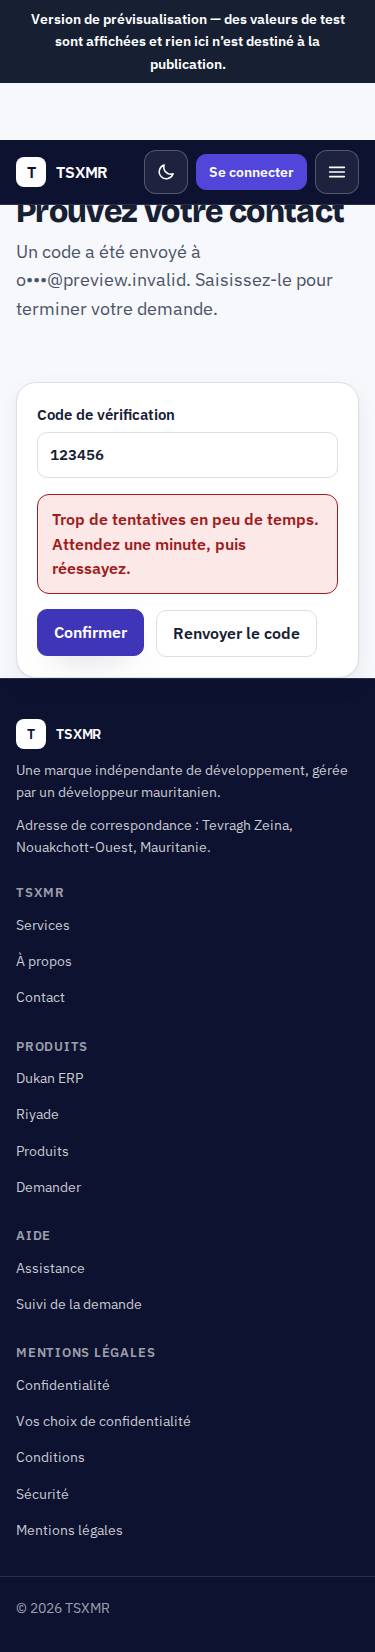 Version de prévisualisation — des valeurs de test
sont affichées et rien ici n'est destiné à la
publication.
T TSXMR Se connecter
Prouvez votre contact
Un code a été envoyé à
o•••@preview.invalid. Saisissez-le pour
terminer votre demande.
Code de vérification
123456
Trop de tentatives en peu de temps.
Attendez une minute, puis
réessayez.
Confirmer Renvoyer le code
T TSXMR
Une marque indépendante de développement, gérée
par un développeur mauritanien.
Adresse de correspondance : Tevragh Zeina,
Nouakchott-Ouest, Mauritanie.
TSXMR
Services
À propos
Contact
PRODUITS
Dukan ERP
Riyade
Produits
Demander
AIDE
Assistance
Suivi de la demande
MENTIONS LÉGALES
Confidentialité
Vos choix de confidentialité
Conditions
Sécurité
Mentions légales
© 2026 TSXMR